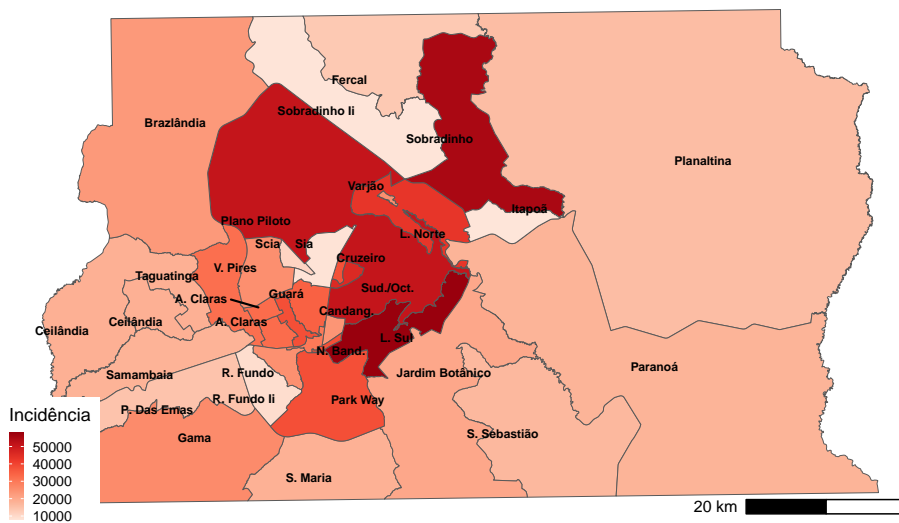 Fercal
Sobradinho Ii
Brazlândia
Sobradinho
Planaltina
Varjão
Itapoã
Plano Piloto
L. Norte
Scia
Sia
Cruzeiro
V. Pires
Taguatinga
Sud./Oct.
Guará
A. Claras
Candang.
Ceilândia
Ceilândia
A. Claras
L. Sul
N. Band.
Paranoá
R. Fundo
Jardim Botânico
Samambaia
R. Fundo Ii
Park Way
P. Das Emas
Gama
S. Sebastião
S. Maria
Incidência
50000
40000
30000
20000
10000
20 km